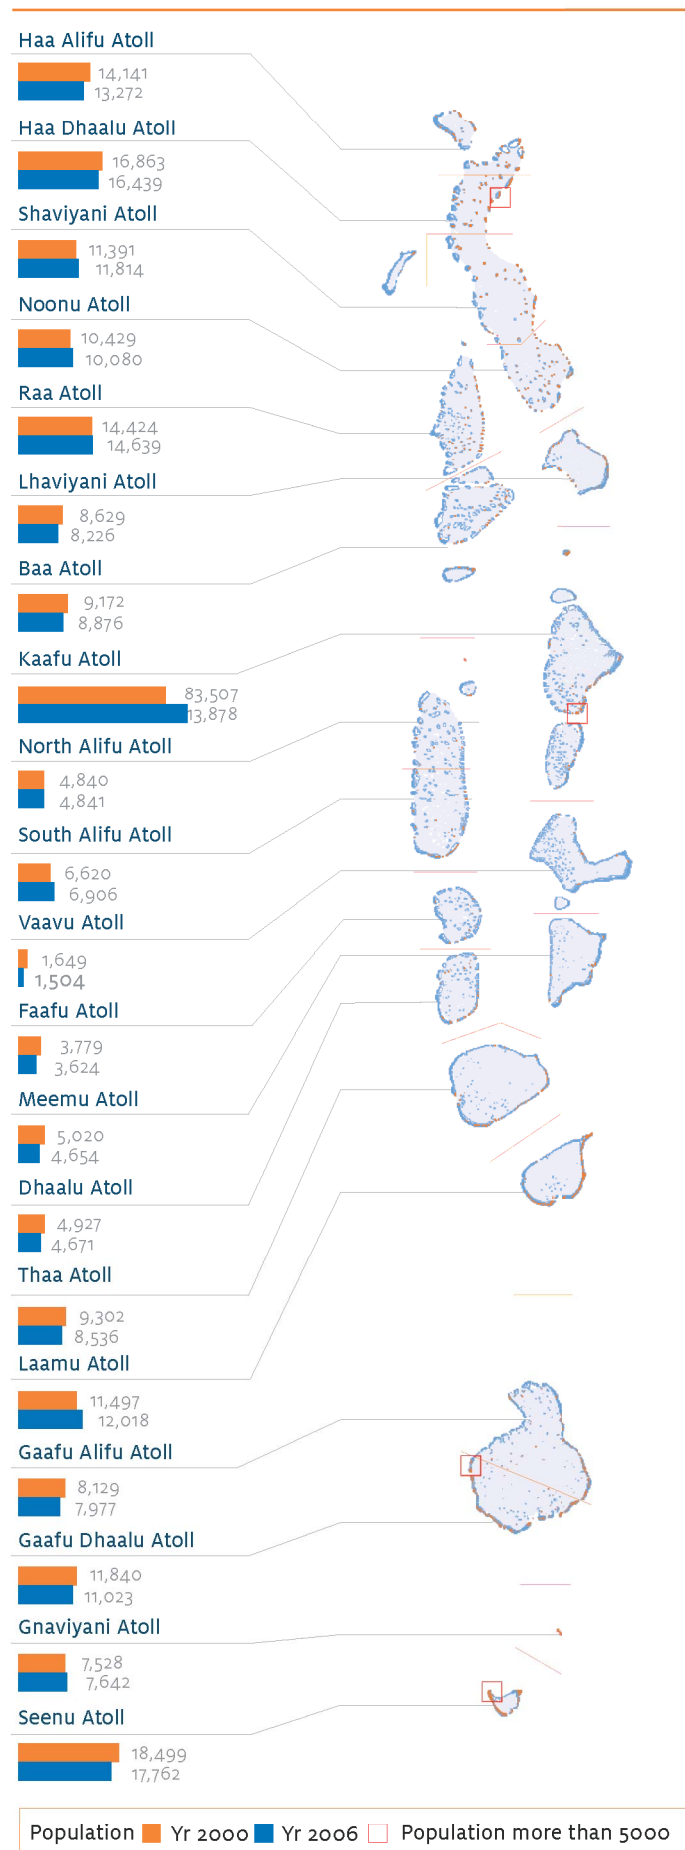 Haa Alifu Atoll
14,141
13,272
Haa Dhaalu Atoll
16,863
16,439
Shaviyani Atoll
11,391
11,814
Noonu Atoll
10,429
10,080
Raa Atoll
14,424
14,639
Lhaviyani Atoll
8,629
8,226
Baa Atoll
9,172
8,876
Kaafu Atoll
83,507
13,878
North Alifu Atoll
4,840
4,841
South Alifu Atoll
6,620
6,906
Vaavu Atoll
1,649
1,504
Faafu Atoll
3,779
3,624
Meemu Atoll
5,020
4,654
Dhaalu Atoll
4,927
4,671
Thaa Atoll
9,302
8,536
Laamu Atoll
11,497
12,018
Gaafu Alifu Atoll
8,129
7,977
Gaafu Dhaalu Atoll
11,840
11,023
Gnaviyani Atoll
7,528
7,642
Seenu Atoll
18,499
17,762
Population Yr 2000 Yr 2006 Population more than 5000